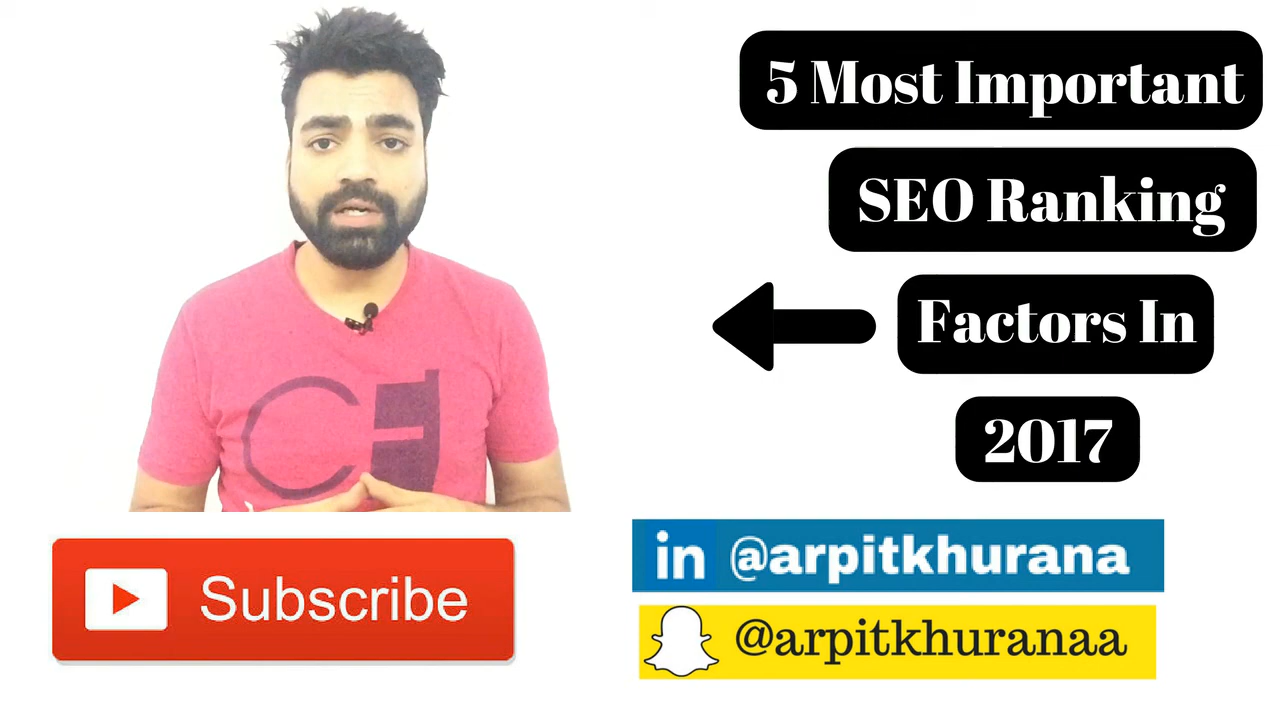 5 Most Important
SEO Ranking
Factors In
2017
Subscribe
in @arpitkhurana
@arpitkhuranaa